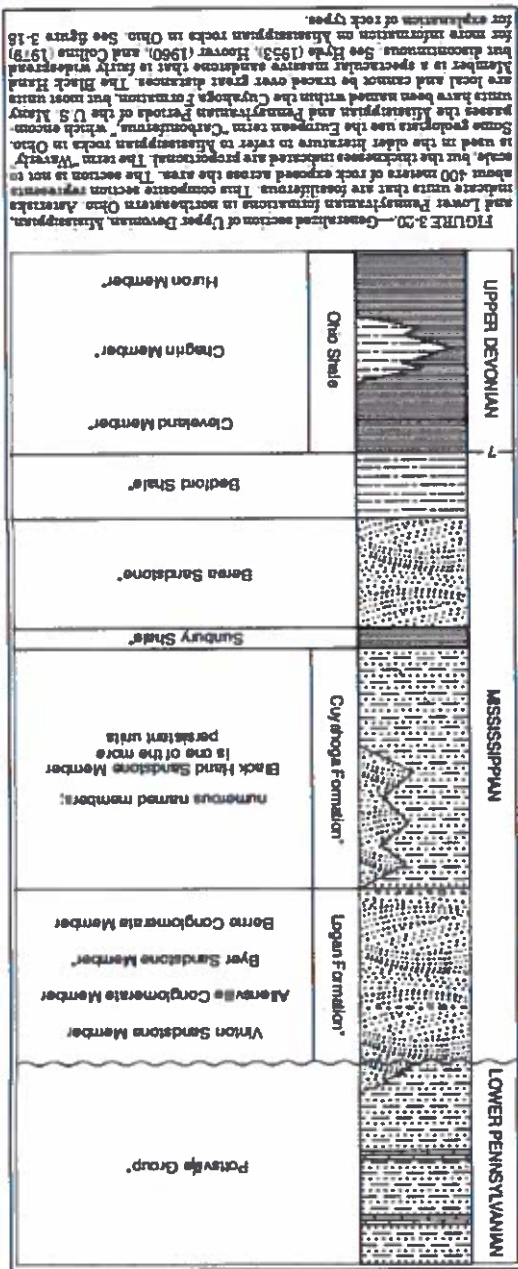 LOWER PENNSYLVANIAN
Pottsville Group*
MISSISSIPPIAN
Logan Formation*
Vinton Sandstone Member
Allensville Conglomerate Member
Byer Sandstone Member*
Berne Conglomerate Member
Cuyahoga Formation*
numerous named members;
Black Hand Sandstone Member
is one of the more
persistent units
Sunbury Shale*
Berea Sandstone*
Bedford Shale*
?
UPPER DEVONIAN
Ohio Shale
Cleveland Member*
Chagrin Member*
Huron Member*
FIGURE 3-20.—Generalized section of Upper Devonian, Mississippian,
and Lower Pennsylvanian formations in northeastern Ohio. Asterisks
indicate units that are fossiliferous. This composite section represents
about 400 meters of rock exposed across the area. The section is not to
scale, but the thicknesses indicated are proportional. The term "Waverly"
is used in the older literature to refer to Mississippian rocks in Ohio.
Some geologists use the European term "Carboniferous," which encom-
passes the Mississippian and Pennsylvanian Periods of the U.S. Many
units have been named within the Cuyahoga Formation, but most units
are local and cannot be traced over great distances. The Black Hand
Member is a spectacular massive sandstone that is fairly widespread
but discontinuous. See Hyde (1953), Hoover (1960), and Collins (1979)
for more information on Mississippian rocks in Ohio. See figure 3-18
for explanation of rock types.